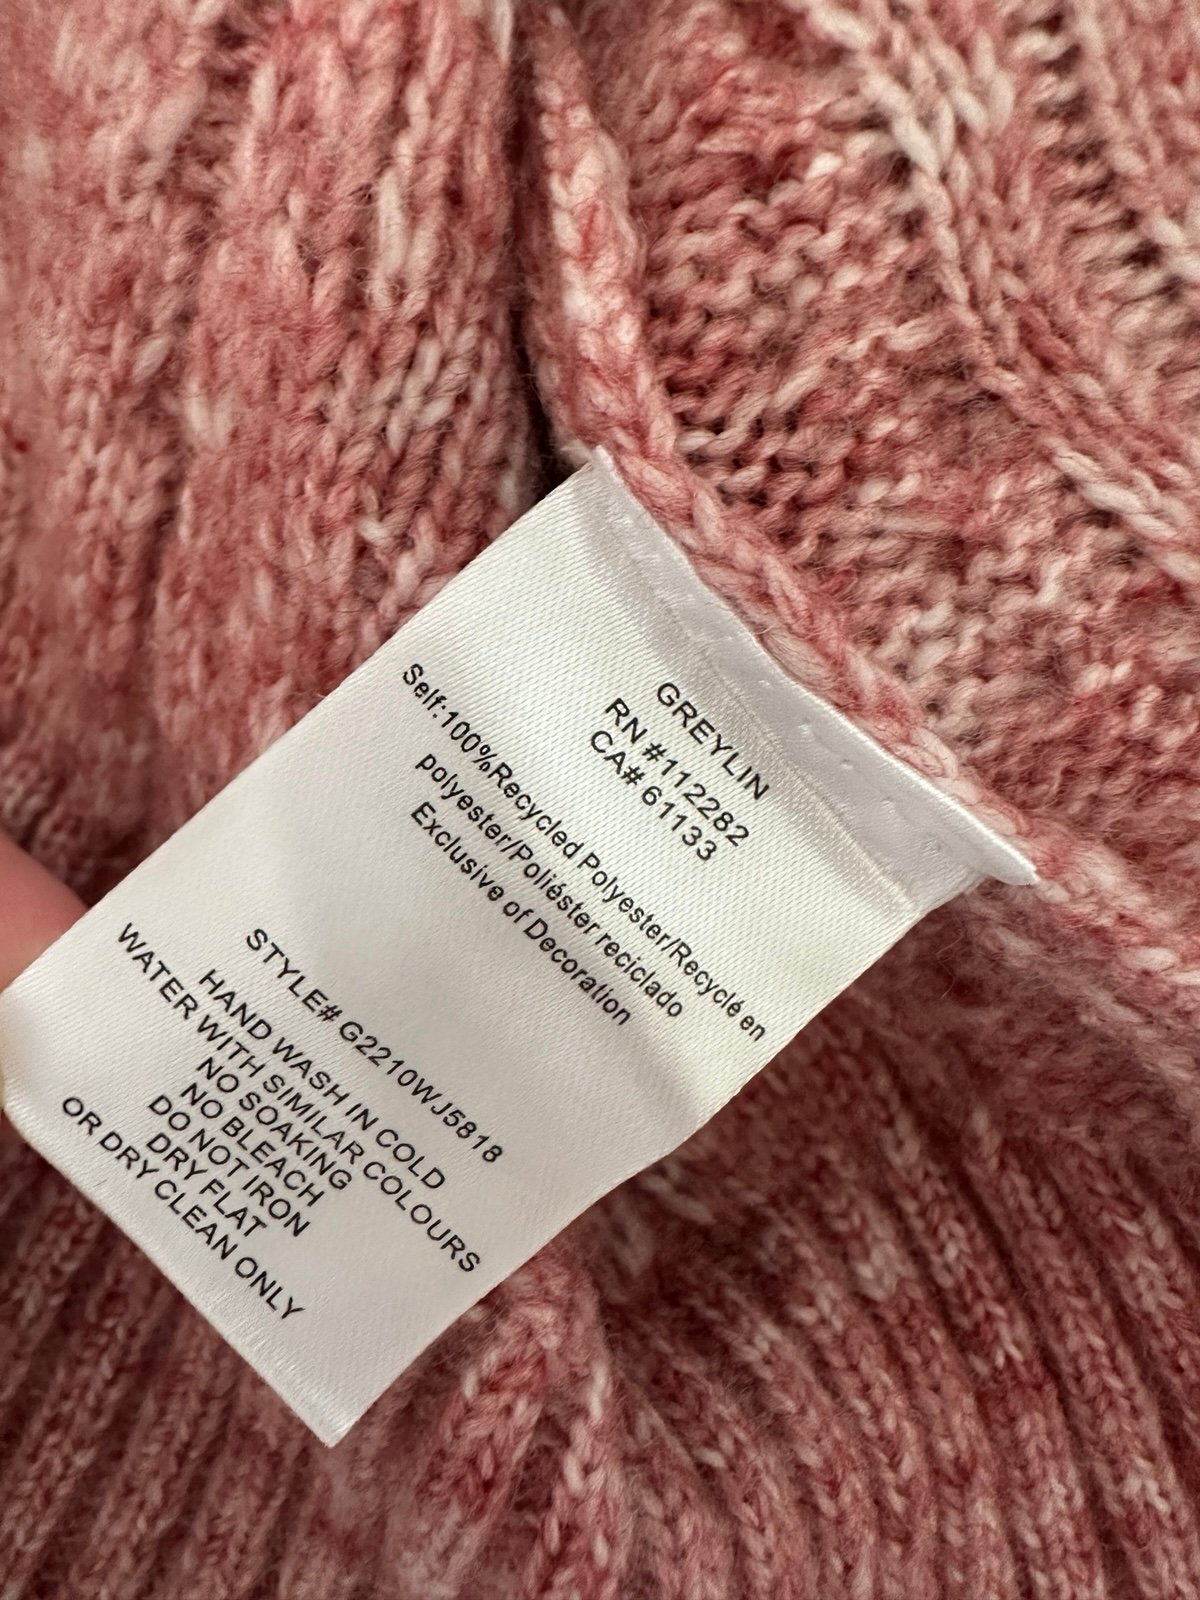 GREYLIN
RN #112282
CA# 61133
Self:100%Recycled Polyester/Recyclé en
polyester/Poliéster reciclado
Exclusive of Decoration
STYLE# G2210WJ5818
HAND WASH IN COLD
WATER WITH SIMILAR COLOURS
NO SOAKING
NO BLEACH
DO NOT IRON
DRY FLAT
OR DRY CLEAN ONLY